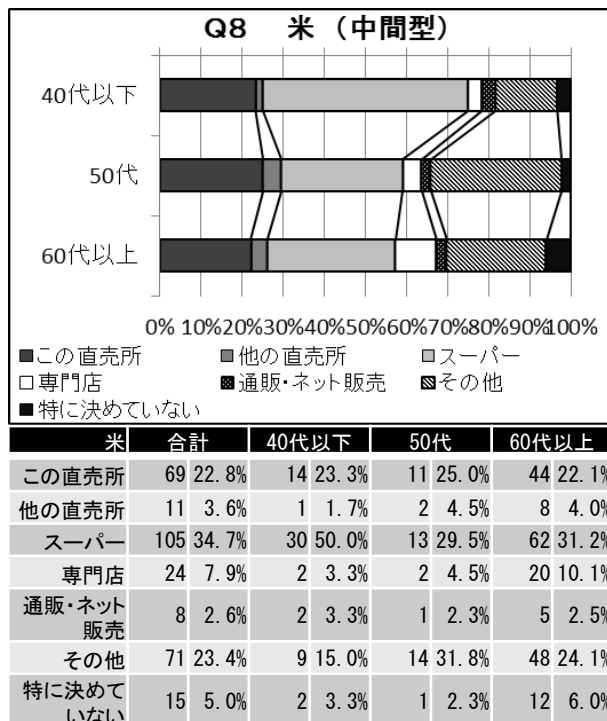 Q8 米（中間型）
40代以下
50代
60代以上
0% 10% 20% 30% 40% 50% 60% 70% 80% 90% 100%
■この直売所 ■他の直売所 ■スーパー
□専門店 ■通販・ネット販売 ■その他
■特に決めていない
米 合計 40代以下 50代 60代以上
この直売所 69 22.8% 14 23.3% 11 25.0% 44 22.1%
他の直売所 11 3.6% 1 1.7% 2 4.5% 8 4.0%
スーパー 105 34.7% 30 50.0% 13 29.5% 62 31.2%
専門店 24 7.9% 2 3.3% 2 4.5% 20 10.1%
通販・ネット
販売 8 2.6% 2 3.3% 1 2.3% 5 2.5%
その他 71 23.4% 9 15.0% 14 31.8% 48 24.1%
特に決めて
いない 15 5.0% 2 3.3% 1 2.3% 12 6.0%